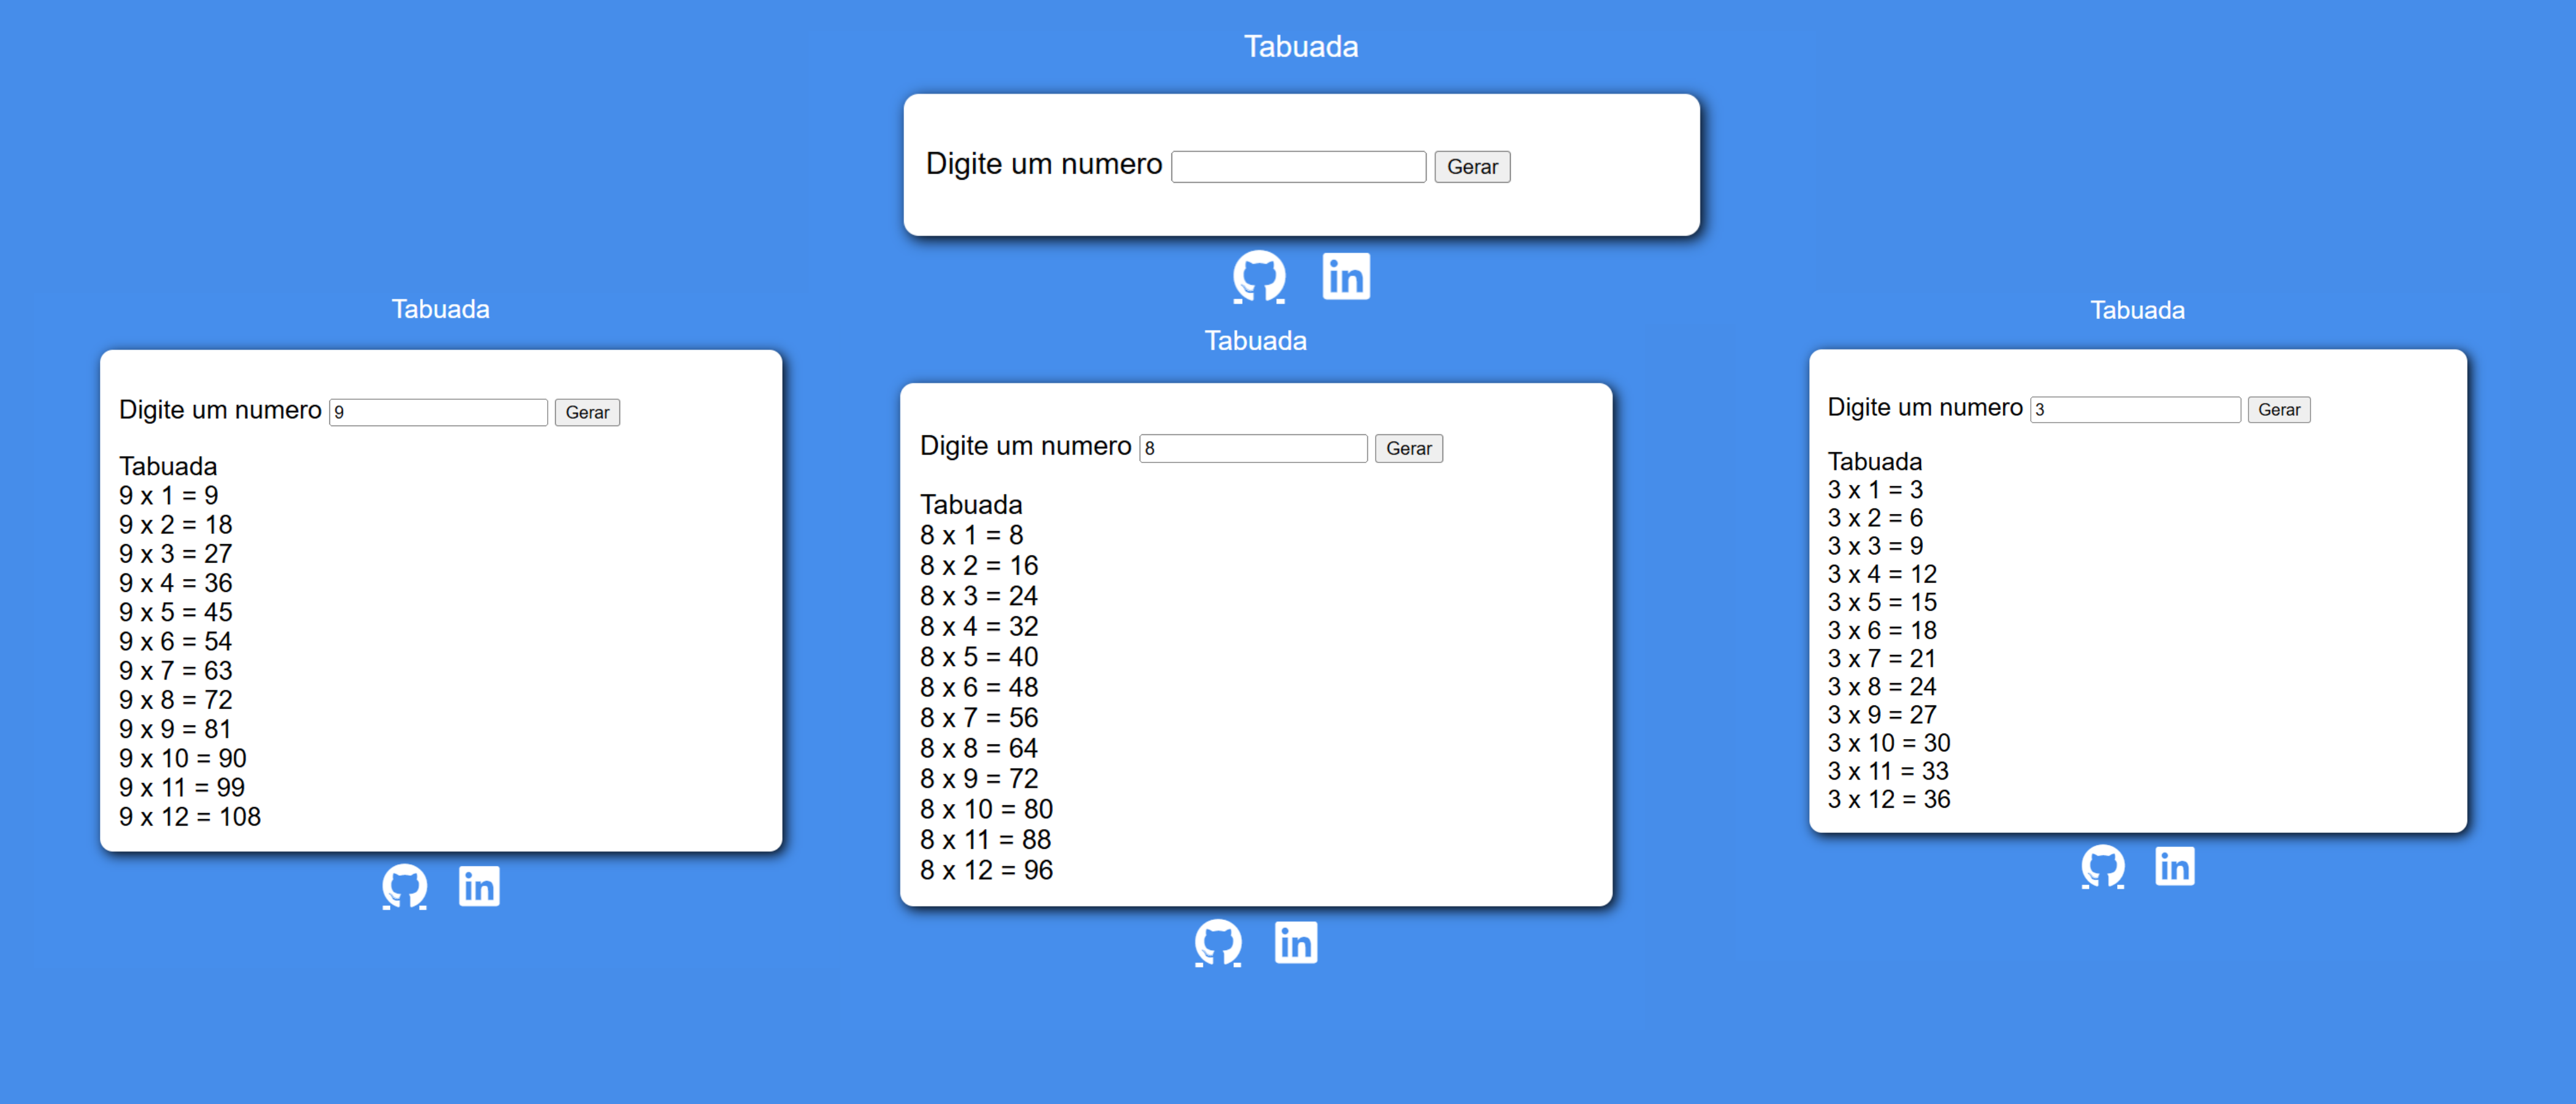 Tabuada
Digite um numero Gerar
in
Tabuada
Digite um numero 9 Gerar
Tabuada
9 x 1 = 9
9 x 2 = 18
9 x 3 = 27
9 x 4 = 36
9 x 5 = 45
9 x 6 = 54
9 x 7 = 63
9 x 8 = 72
9 x 9 = 81
9 x 10 = 90
9 x 11 = 99
9 x 12 = 108
in
Tabuada
Digite um numero 8 Gerar
Tabuada
8 x 1 = 8
8 x 2 = 16
8 x 3 = 24
8 x 4 = 32
8 x 5 = 40
8 x 6 = 48
8 x 7 = 56
8 x 8 = 64
8 x 9 = 72
8 x 10 = 80
8 x 11 = 88
8 x 12 = 96
in
Tabuada
Digite um numero 3 Gerar
Tabuada
3 x 1 = 3
3 x 2 = 6
3 x 3 = 9
3 x 4 = 12
3 x 5 = 15
3 x 6 = 18
3 x 7 = 21
3 x 8 = 24
3 x 9 = 27
3 x 10 = 30
3 x 11 = 33
3 x 12 = 36
in